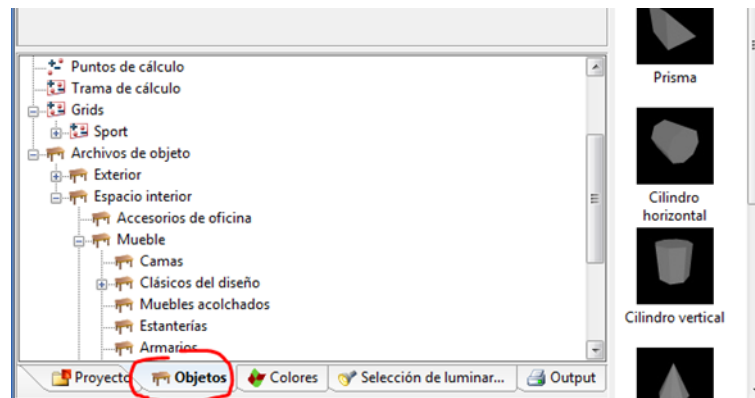 Puntos de cálculo
Trama de cálculo
Grids
Sport
Archivos de objeto
Exterior
Espacio interior
Accesorios de oficina
Mueble
Camas
Clásicos del diseño
Muebles acolchados
Estanterías
Armarios
Proyecto
Objetos
Colores
Selección de luminar...
Output
Prisma
Cilindro
horizontal
Cilindro vertical